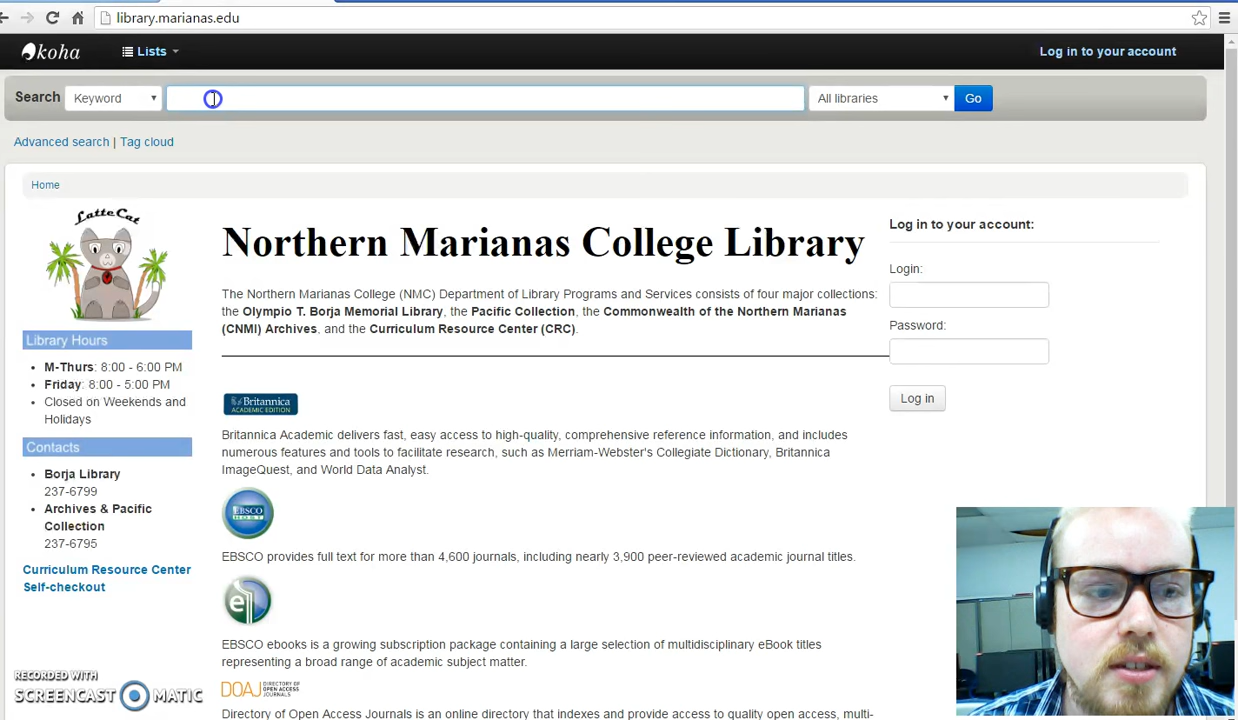 library.marianas.edu
koha
Lists
Log in to your account
Search
Keyword
All libraries
Go
Advanced search | Tag cloud
Home
LatteCat
Library Hours
M-Thurs: 8:00 - 6:00 PM
Friday: 8:00 - 5:00 PM
Closed on Weekends and
Holidays
Contacts
Borja Library
237-6799
Archives & Pacific
Collection
237-6795
Curriculum Resource Center
Self-checkout
Northern Marianas College Library
The Northern Marianas College (NMC) Department of Library Programs and Services consists of four major collections:
the Olympio T. Borja Memorial Library, the Pacific Collection, the Commonwealth of the Northern Marianas
(CNMI) Archives, and the Curriculum Resource Center (CRC).
Britannica
ACADEMIC EDITION
Britannica Academic delivers fast, easy access to high-quality, comprehensive reference information, and includes
numerous features and tools to facilitate research, such as Merriam-Webster's Collegiate Dictionary, Britannica
ImageQuest, and World Data Analyst.
EBSCO
HOST
EBSCO provides full text for more than 4,600 journals, including nearly 3,900 peer-reviewed academic journal titles.
e
EBSCO ebooks is a growing subscription package containing a large selection of multidisciplinary eBook titles
representing a broad range of academic subject matter.
DOAJ DIRECTORY OF
OPEN ACCESS
JOURNALS
Directory of Open Access Journals is an online directory that indexes and provide access to quality open access, multi-
Log in to your account:
Login:
Password:
Log in
RECORDED WITH
SCREENCAST MATIC